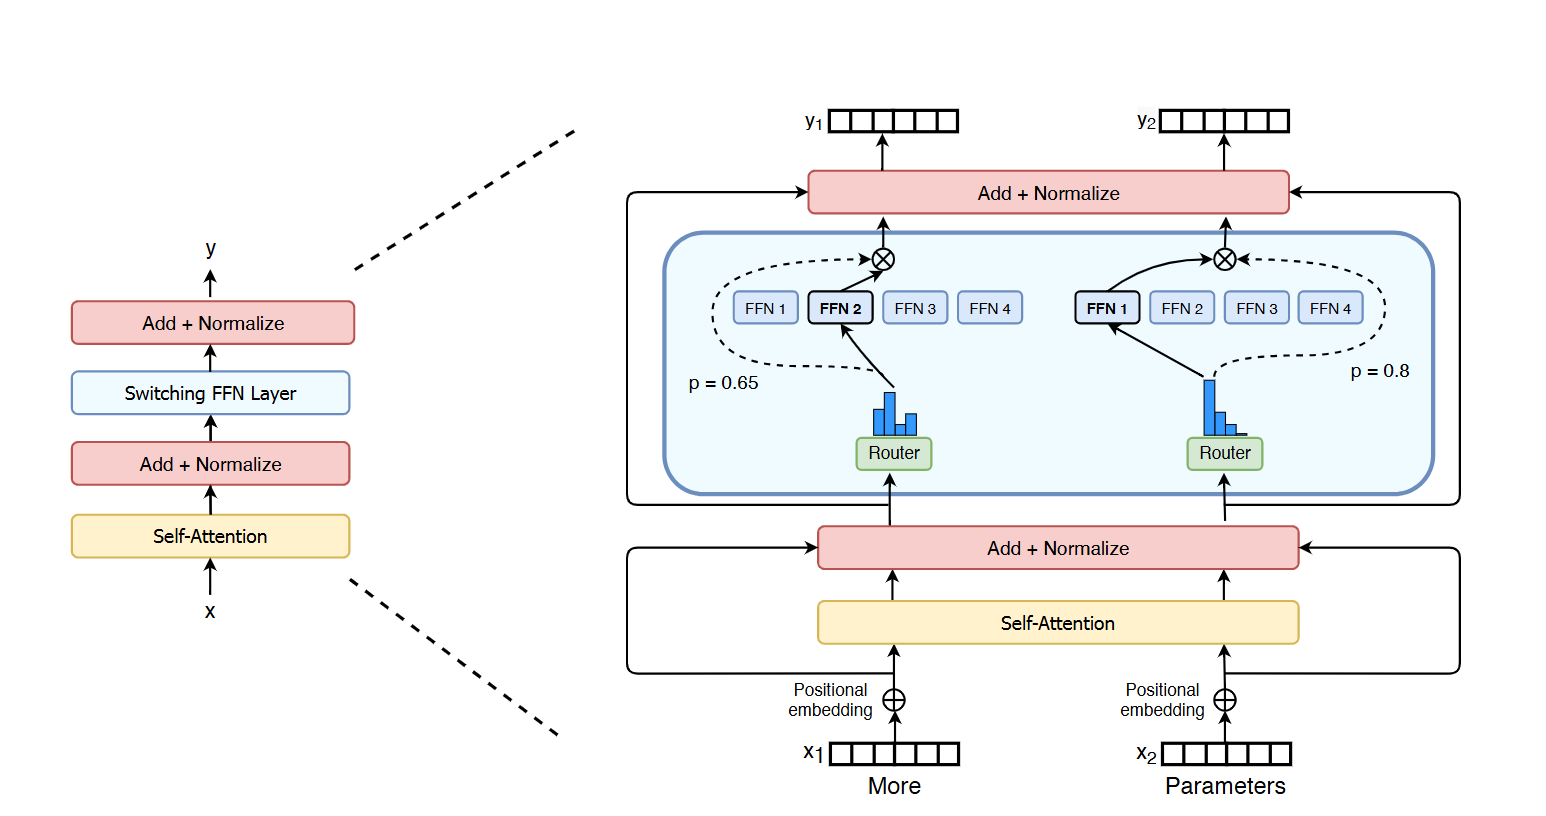 y
Add + Normalize
Switching FFN Layer
Add + Normalize
Self-Attention
x
y1
y2
Add + Normalize
FFN 1
FFN 2
FFN 3
FFN 4
FFN 1
FFN 2
FFN 3
FFN 4
p = 0.65
p = 0.8
Router
Router
Add + Normalize
Self-Attention
Positional
embedding
Positional
embedding
x1
x2
More
Parameters